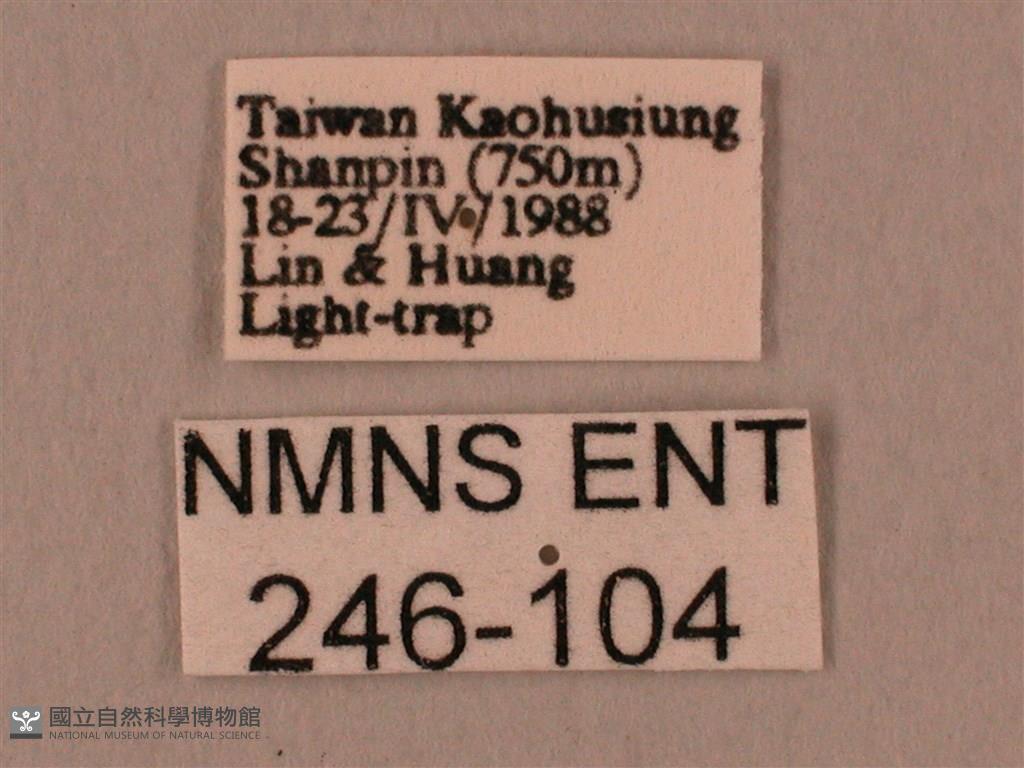 Taiwan Kaohusiung
Shanpin (750m)
18-23/IV/1988
Lin & Huang
Light-trap
NMNS ENT
246-104
國立自然科學博物館
NATIONAL MUSEUM OF NATURAL SCIENCE